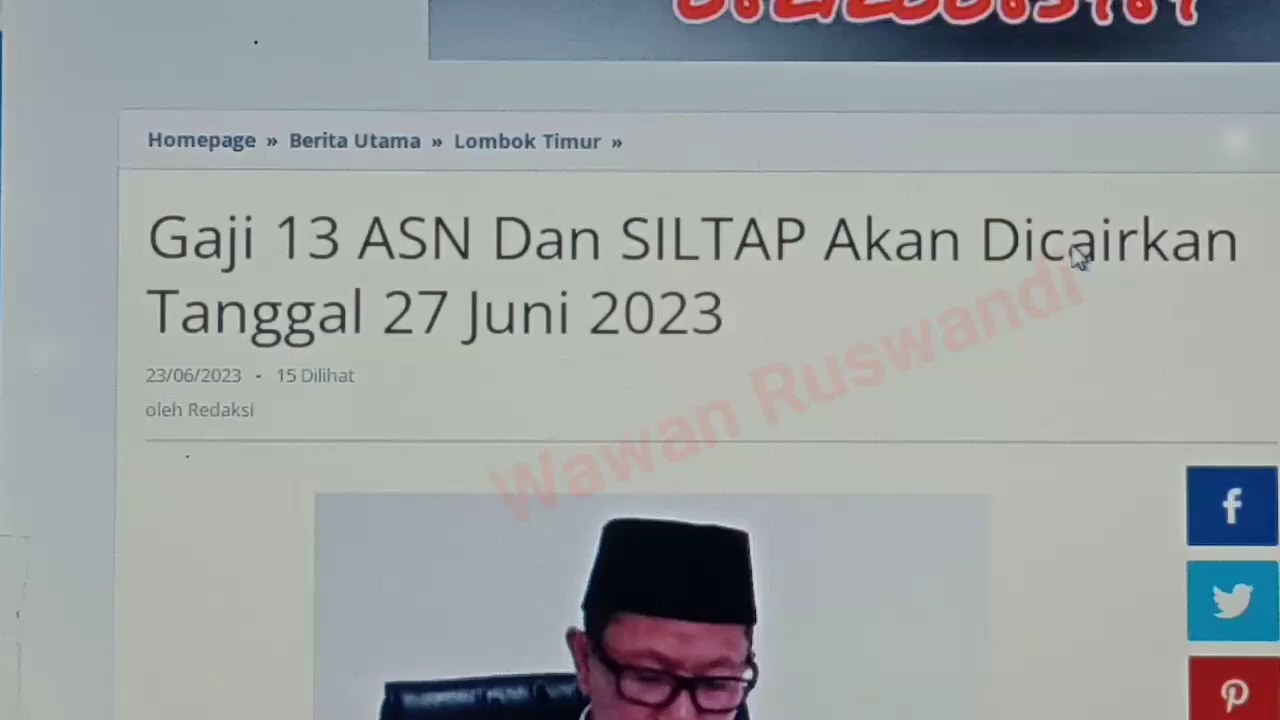 Homepage » Berita Utama » Lombok Timur »
Gaji 13 ASN Dan SILTAP Akan Dicairkan
Tanggal 27 Juni 2023
23/06/2023 - 15 Dilihat
oleh Redaksi
Wawan Ruswandi
f